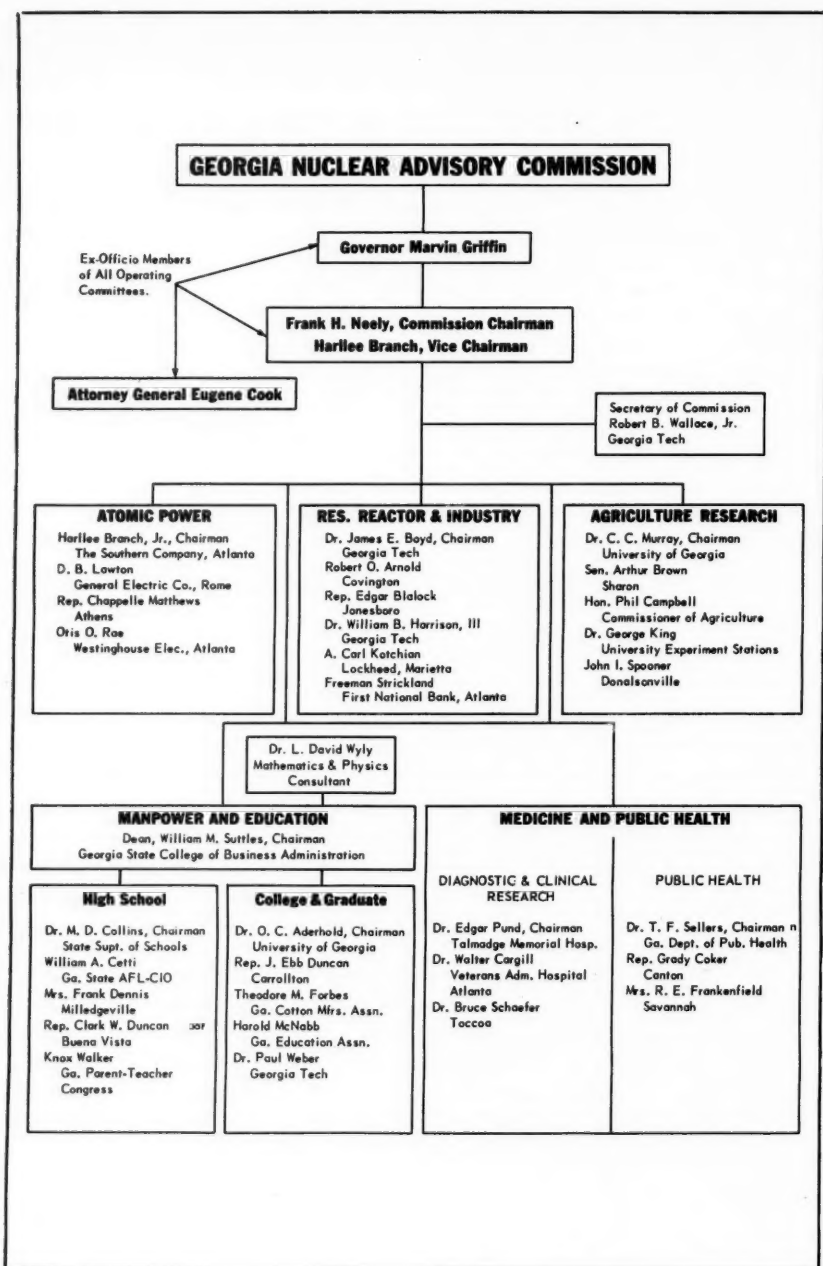 GEORGIA NUCLEAR ADVISORY COMMISSION
Governor Marvin Griffin
Ex-Officio Members
of All Operating
Committees.
Frank H. Neely, Commission Chairman
Harllee Branch, Vice Chairman
Attorney General Eugene Cook
Secretary of Commission
Robert B. Wallace, Jr.
Georgia Tech
ATOMIC POWER
Harllee Branch, Jr., Chairman
The Southern Company, Atlanta
D. B. Lawton
General Electric Co., Rome
Rep. Chappelle Matthews
Athens
Otis O. Rae
Westinghouse Elec., Atlanta
RES. REACTOR & INDUSTRY
Dr. James E. Boyd, Chairman
Georgia Tech
Robert O. Arnold
Covington
Rep. Edgar Blalock
Jonesboro
Dr. William B. Harrison, III
Georgia Tech
A. Carl Kotchian
Lockheed, Marietta
Freeman Strickland
First National Bank, Atlanta
AGRICULTURE RESEARCH
Dr. C. C. Murray, Chairman
University of Georgia
Sen. Arthur Brown
Sharon
Hon. Phil Campbell
Commissioner of Agriculture
Dr. George King
University Experiment Stations
John I. Spooner
Donalsonville
Dr. L. David Wyly
Mathematics & Physics
Consultant
MANPOWER AND EDUCATION
Dean, William M. Suttles, Chairman
Georgia State College of Business Administration
High School
Dr. M. D. Collins, Chairman
State Supt. of Schools
William A. Cetti
Ga. State AFL-CIO
Mrs. Frank Dennis
Milledgeville
Rep. Clark W. Duncan
Buena Vista
Knox Walker
Ga. Parent-Teacher
Congress
College & Graduate
Dr. O. C. Aderhold, Chairman
University of Georgia
Rep. J. Ebb Duncan
Carrollton
Theodore M. Forbes
Ga. Cotton Mfrs. Assn.
Harold McNabb
Ga. Education Assn.
Dr. Paul Weber
Georgia Tech
MEDICINE AND PUBLIC HEALTH
DIAGNOSTIC & CLINICAL
RESEARCH
Dr. Edgar Pund, Chairman
Talmadge Memorial Hosp.
Dr. Walter Cargill
Veterans Adm. Hospital
Atlanta
Dr. Bruce Schaefer
Toccoa
PUBLIC HEALTH
Dr. T. F. Sellers, Chairman n
Ga. Dept. of Pub. Health
Rep. Grady Coker
Canton
Mrs. R. E. Frankenfield
Savannah